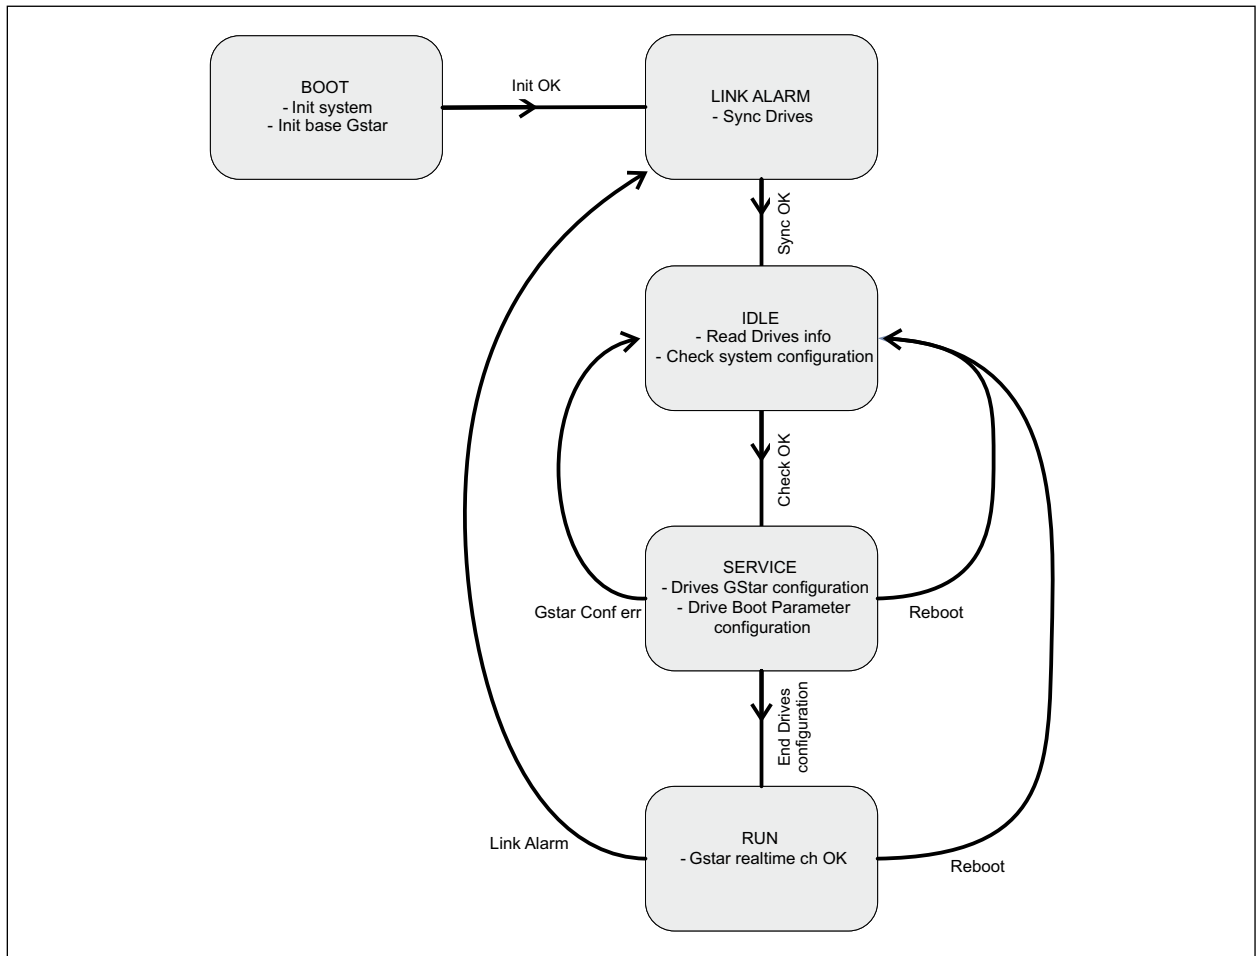 BOOT
- Init system
- Init base Gstar
Init OK
LINK ALARM
- Sync Drives
Sync OK
IDLE
- Read Drives info
- Check system configuration
Check OK
SERVICE
- Drives GStar configuration
- Drive Boot Parameter
configuration
Gstar Conf err
Reboot
End Drives
configuration
RUN
- Gstar realtime ch OK
Link Alarm
Reboot